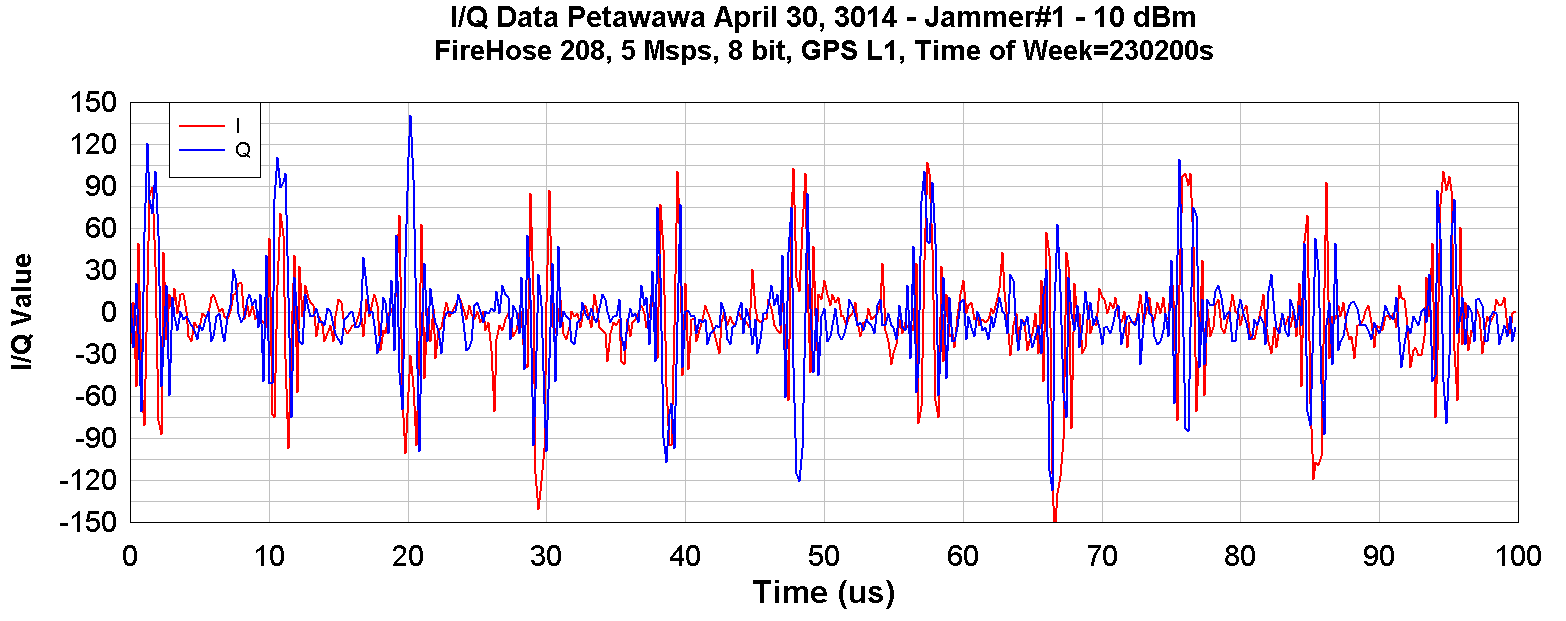 I/Q Data Petawawa April 30, 3014 - Jammer#1 - 10 dBm
FireHose 208, 5 Msps, 8 bit, GPS L1, Time of Week=230200s
I
Q
I/Q Value
150
120
90
60
30
0
-30
-60
-90
-120
-150
0 10 20 30 40 50 60 70 80 90 100
Time (us)